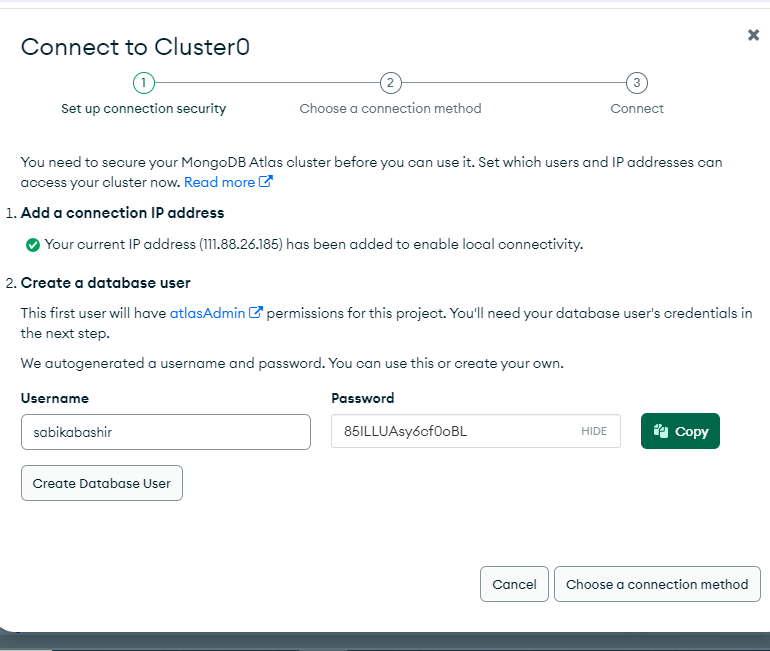 Connect to Cluster0
1
2
3
Set up connection security
Choose a connection method
Connect
You need to secure your MongoDB Atlas cluster before you can use it. Set which users and IP addresses can
access your cluster now. Read more
1. Add a connection IP address
Your current IP address (111.88.26.185) has been added to enable local connectivity.
2. Create a database user
This first user will have atlasAdmin permissions for this project. You'll need your database user's credentials in
the next step.
We autogenerated a username and password. You can use this or create your own.
Username
Password
sabikabashir
85ILLUAsy6cf0oBL
HIDE
Copy
Create Database User
Cancel
Choose a connection method